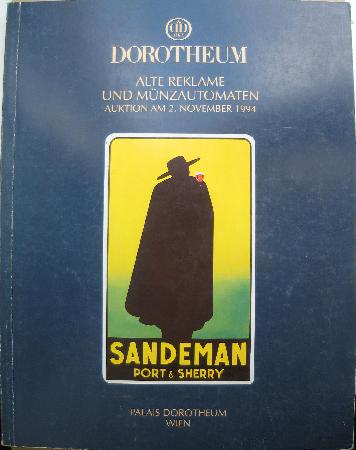 DOROTHEUM
ALTE REKLAME
UND MÜNZAUTOMATEN
AUKTION AM 2. NOVEMBER 1994
SANDEMAN
PORT & SHERRY
PALAIS DOROTHEUM
WIEN